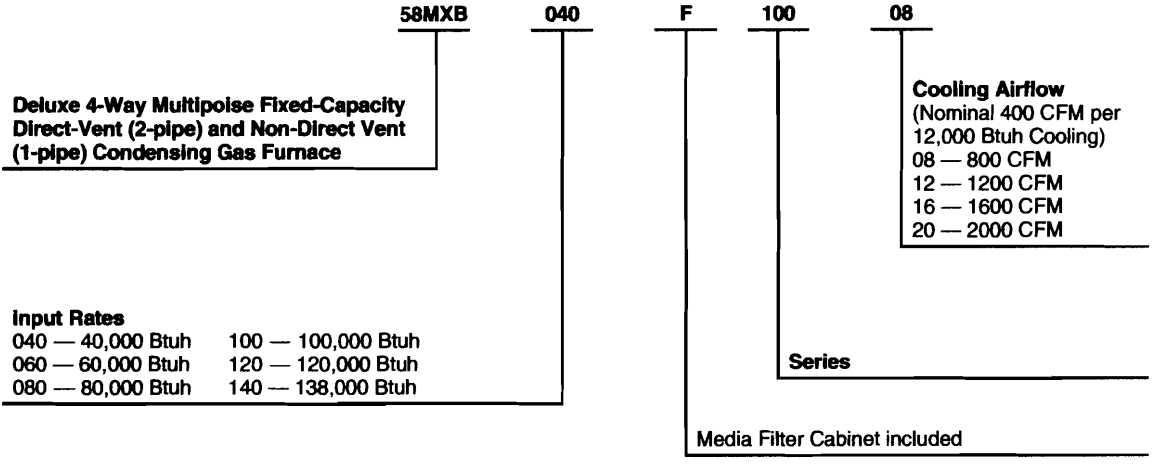 58MXB 040 F 100 08
Deluxe 4-Way Multipoise Fixed-Capacity
Direct-Vent (2-pipe) and Non-Direct Vent
(1-pipe) Condensing Gas Furnace
Cooling Airflow
(Nominal 400 CFM per
12,000 Btuh Cooling)
08 — 800 CFM
12 — 1200 CFM
16 — 1600 CFM
20 — 2000 CFM
Input Rates
040 — 40,000 Btuh 100 — 100,000 Btuh
060 — 60,000 Btuh 120 — 120,000 Btuh
080 — 80,000 Btuh 140 — 138,000 Btuh
Series
Media Filter Cabinet included